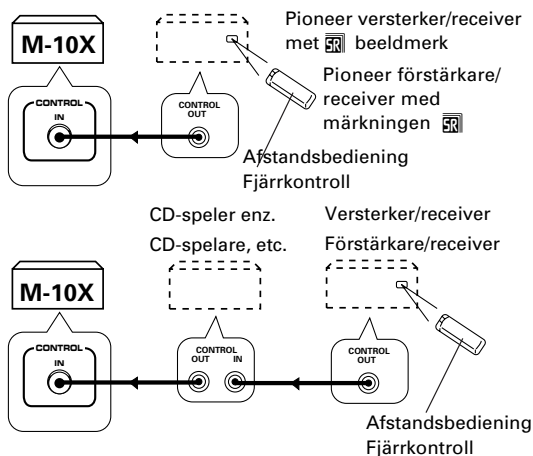 M-10X
CONTROL
IN
CONTROL
OUT
Pioneer versterker/receiver
met SR beeldmerk
Pioneer förstärkare/
receiver med
märkningen SR
Afstandsbediening
Fjärrkontroll
CD-speler enz.
CD-spelare, etc.
Versterker/receiver
Förstärkare/receiver
M-10X
CONTROL
IN
CONTROL
OUT IN
CONTROL
OUT
Afstandsbediening
Fjärrkontroll